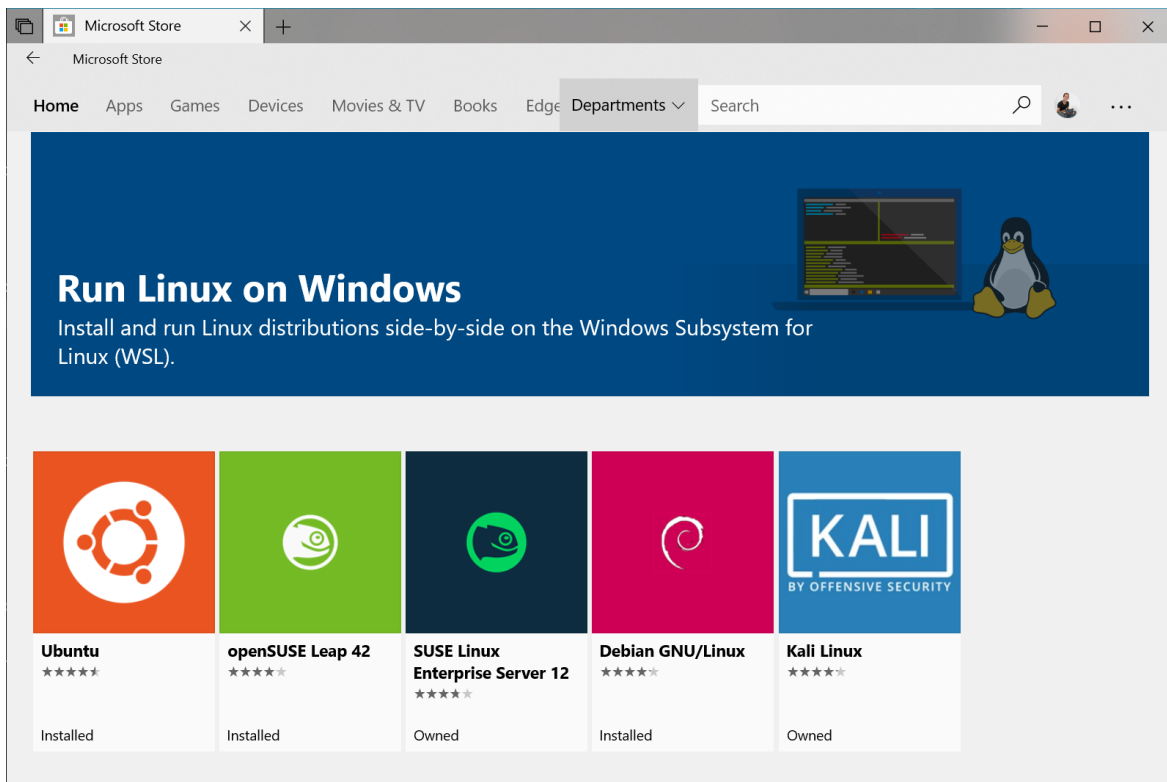 Microsoft Store
Microsoft Store
Home Apps Games Devices Movies & TV Books Edge Departments Search
Run Linux on Windows
Install and run Linux distributions side-by-side on the Windows Subsystem for
Linux (WSL).
KALI
BY OFFENSIVE SECURITY
Ubuntu
openSUSE Leap 42
SUSE Linux
Enterprise Server 12
Debian GNU/Linux
Kali Linux
Installed
Installed
Owned
Installed
Owned